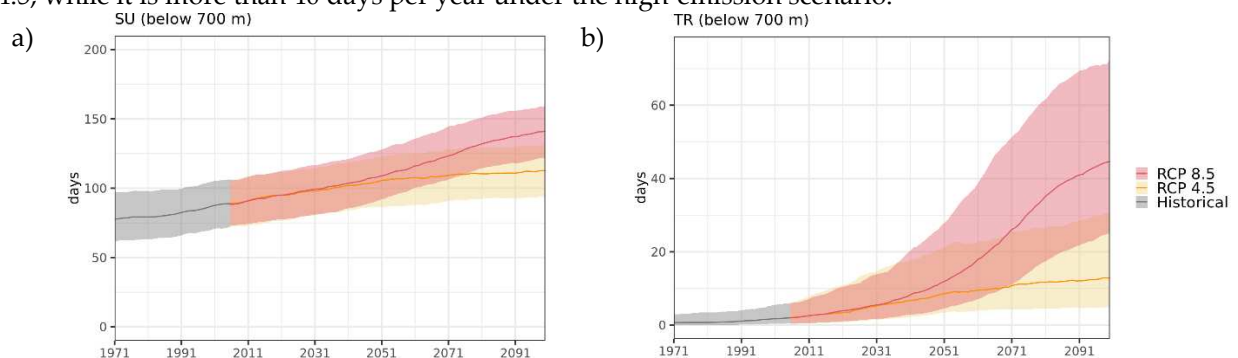 4.5, while it is more than 40 days per year under the high emission scenario.
SU (below 700 m)
a)
200
150
100
50
0
days
1971
1991
2011
2031
2051
2071
2091
TR (below 700 m)
b)
60
40
20
0
days
1971
1991
2011
2031
2051
2071
2091
RCP 8.5
RCP 4.5
Historical